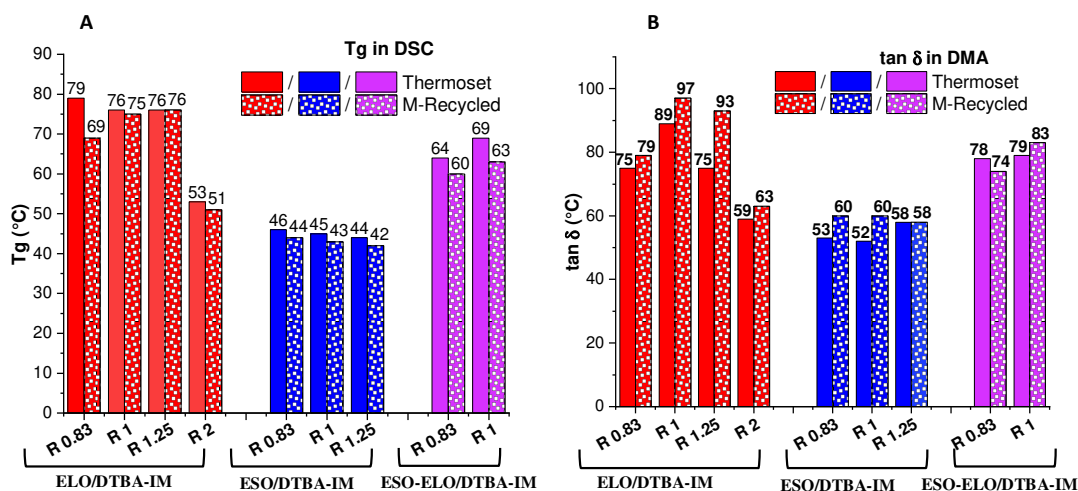 A
Tg in DSC
/ / Thermoset
/ / M-Recycled
Tg (°C)
90
80
70
60
50
40
30
20
10
0
79 69 76 75 76 76 53 51 46 44 45 43 44 42 64 60 69 63
R 0.83 R 1 R 1.25 R 2 R 0.83 R 1 R 1.25 R 0.83 R 1
ELO/DTBA-IM ESO/DTBA-IM ESO-ELO/DTBA-IM
B
tan δ in DMA
/ / Thermoset
/ / M-Recycled
tan δ (°C)
100
80
60
40
20
0
75 79 89 97 75 93 59 63 53 60 52 60 58 58 78 74 79 83
R 0.83 R 1 R 1.25 R 2 R 0.83 R 1 R 1.25 R 0.83 R 1
ELO/DTBA-IM ESO/DTBA-IM ESO-ELO/DTBA-IM